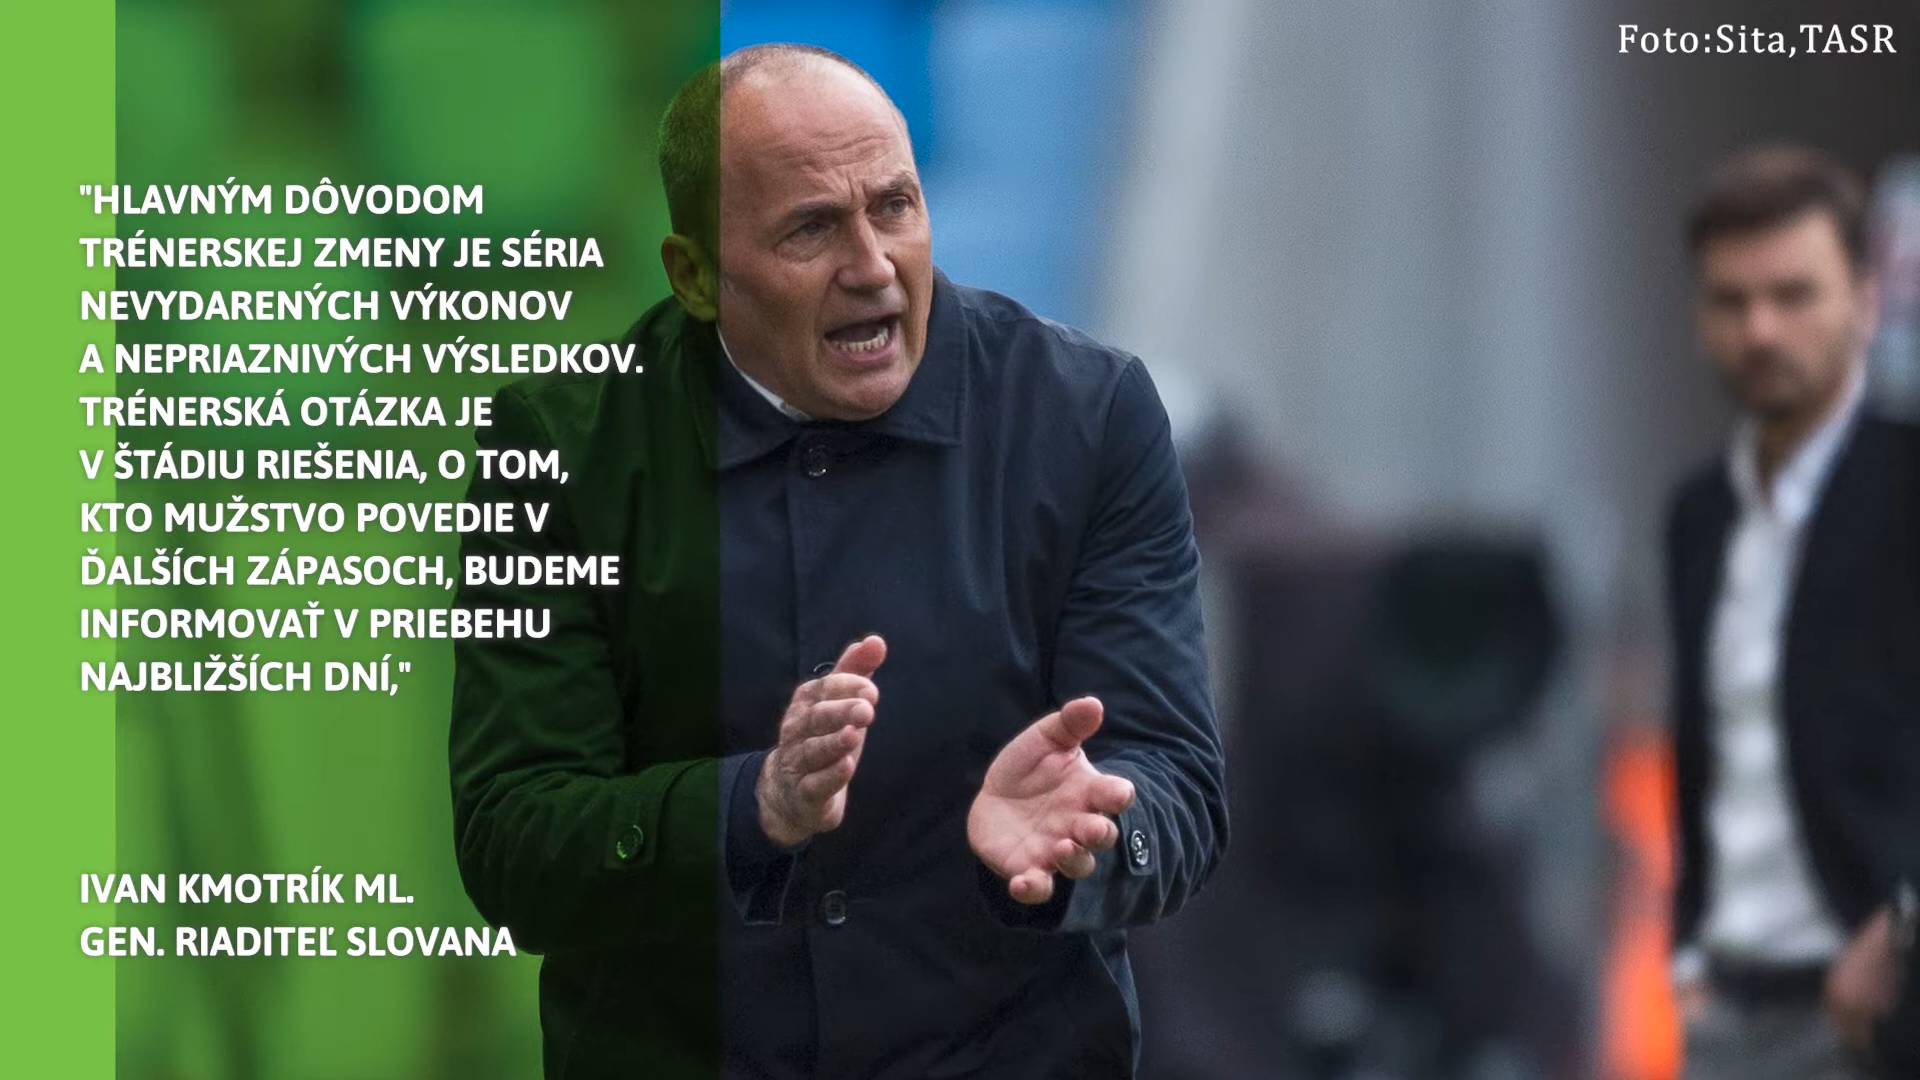 Foto:Sita,TASR
"HLAVNÝM DÔVODOM
TRÉNERSKEJ ZMENY JE SÉRIA
NEVYDARENÝCH VÝKONOV
A NEPRIAZNIVÝCH VÝSLEDKOV.
TRÉNERSKÁ OTÁZKA JE
V ŠTÁDIU RIEŠENIA, O TOM,
KTO MUŽSTVO POVEDIE V
ĎALŠÍCH ZÁPASOCH, BUDEME
INFORMOVAŤ V PRIEBEHU
NAJBLIŽŠÍCH DNÍ,"
IVAN KMOTRÍK ML.
GEN. RIADITEĽ SLOVANA